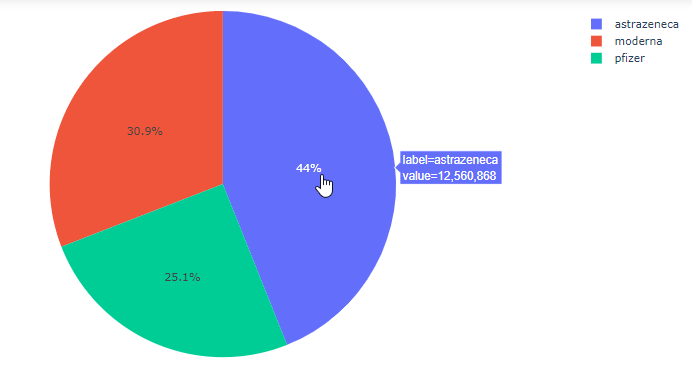 astrazeneca
moderna
pfizer
30.9%
44%
label=astrazeneca
value=12,560,868
25.1%